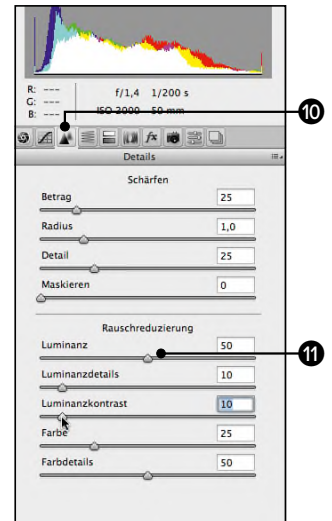 R: ---
G: ---
B: ---
f/1,4 1/200 s
ISO 2000 50 mm
10
fx
Details
Schärfen
Betrag 25
Radius 1,0
Detail 25
Maskieren 0
Rauschreduzierung
Luminanz 50
11
Luminanzdetails 10
Luminanzkontrast 10
Farbe 25
Farbdetails 50